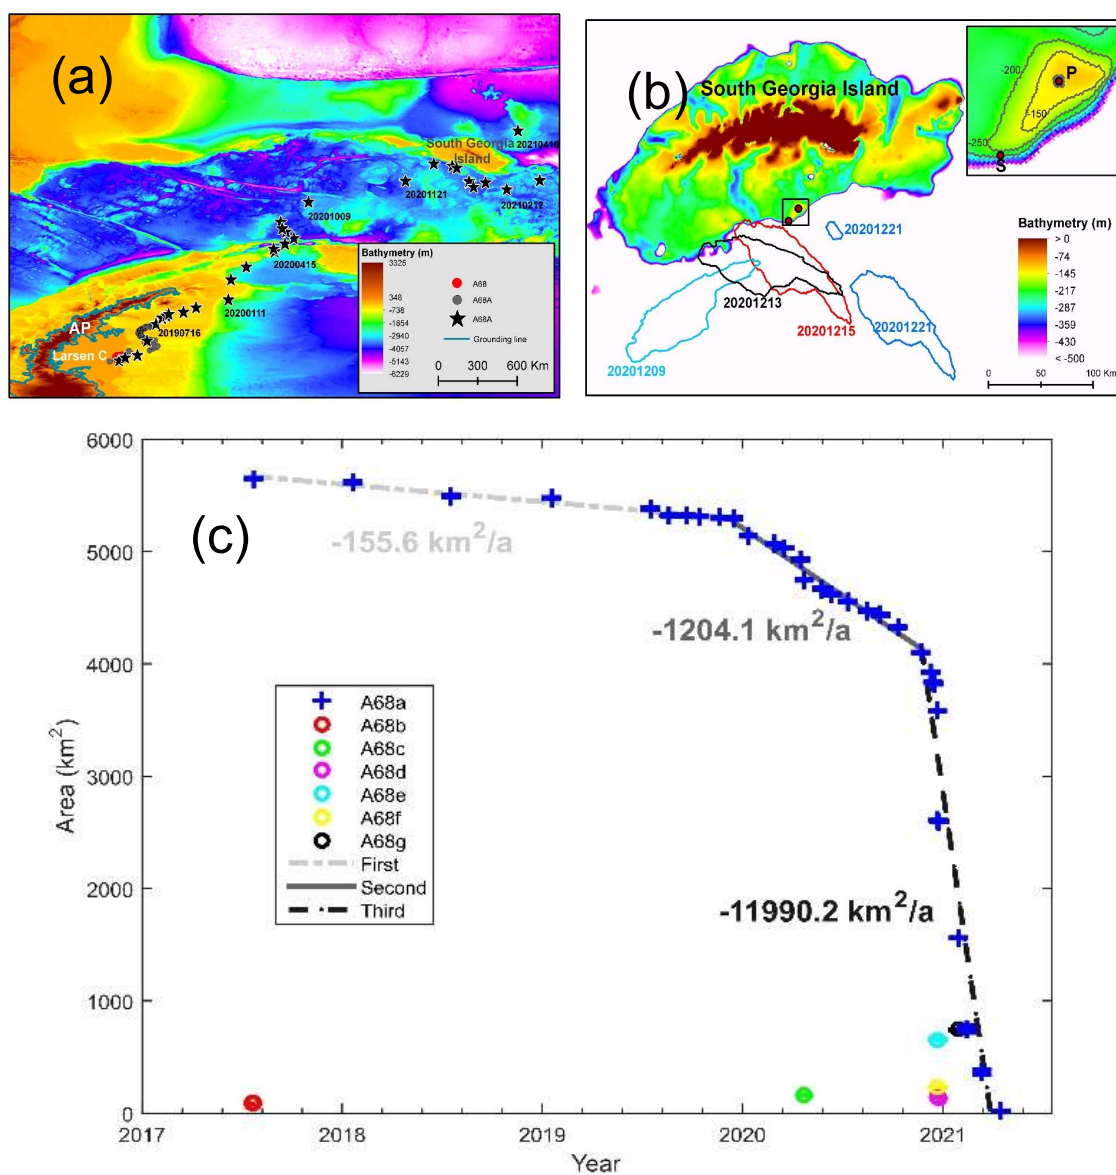 (a)
South Georgia
Island
20210416
20201121
20210212
20201009
20200415
20200111
20190716
AP
Larsen C
Bathymetry (m)
3325
348
-738
-1854
-2940
-4057
-5143
-6229
A68
A68A
A68A
Grounding line
0 300 600 Km
(b)
South Georgia Island
-200
P
-150
-250
S
20201221
20201213
20201215
20201221
20201209
Bathymetry (m)
> 0
-74
-145
-217
-287
-359
-430
< -500
0 50 100 Km
(c)
6000
5000
4000
3000
2000
1000
0
Area (km2)
-155.6 km2/a
-1204.1 km2/a
-11990.2 km2/a
A68a
A68b
A68c
A68d
A68e
A68f
A68g
First
Second
Third
2017 2018 2019 2020 2021
Year